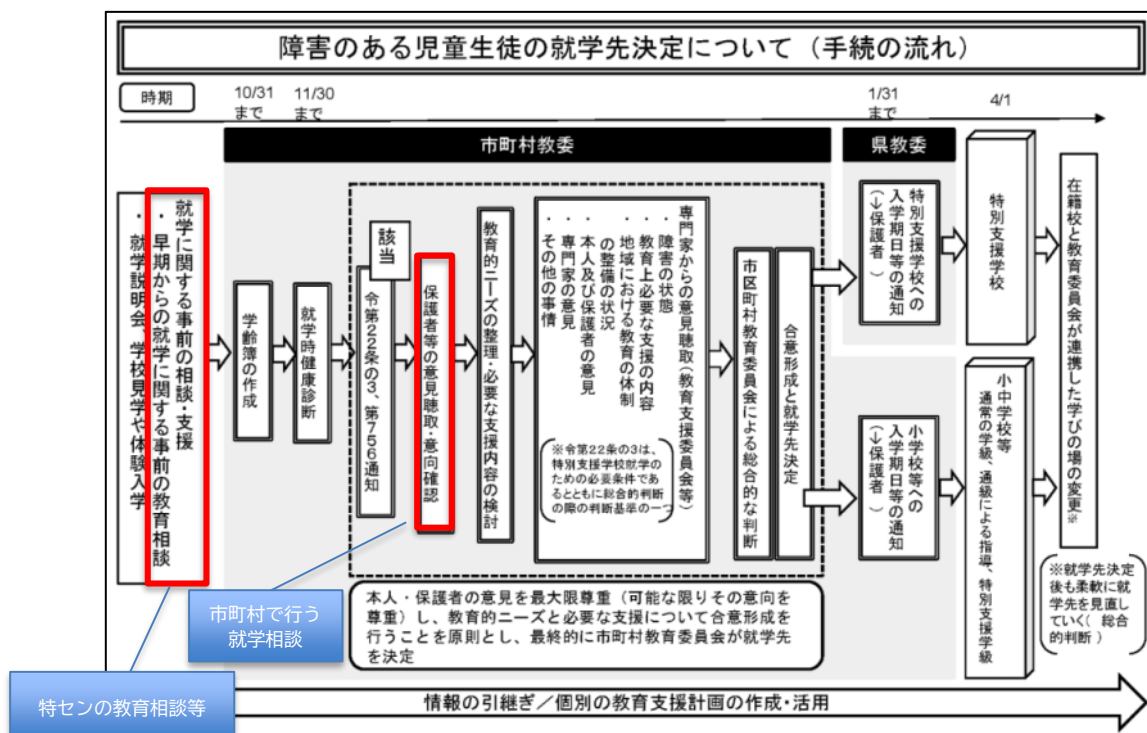 障害のある児童生徒の就学先決定について（手続の流れ）
時期
10/31
まで
11/30
まで
1/31
まで
4/1
市町村教委
県教委
就学に関する事前の相談・支援
・早期からの就学に関する事前の教育相談
・就学説明会、学校見学や体験入学
学齢簿の作成
就学時健康診断
該当
令第22条の3、第756通知
保護者等の意見聴取・意向確認
教育的ニーズの整理・必要な支援内容の検討
専門家からの意見聴取（教育支援委員会等）
・障害の状態
・教育上必要な支援の内容
・地域における教育の体制
の整備の状況
・本人及び保護者の意見
・専門家の意見
・その他の事情
※令第22条の3は、
特別支援学校就学の
ための必要条件であ
るとともに総合的判断
の際の判断基準の一つ
市区町村教育委員会による総合的な判断
合意形成と就学先決定
特別支援学校への
入学期日等の通知
（↓保護者）
小学校等への
入学期日等の通知
（↓保護者）
特別支援学校
小中学校等
通常の学級、通級による指導、特別支援学級
在籍校と教育委員会が連携した学びの場の変更※
※就学先決定
後も柔軟に就
学先を見直し
ていく（ 総合
的判断 ）
本人・保護者の意見を最大限尊重（可能な限りその意向を
尊重）し、教育的ニーズと必要な支援について合意形成を
行うことを原則とし、最終的に市町村教育委員会が就学先
を決定
市町村で行う
就学相談
特センの教育相談等
情報の引継ぎ／個別の教育支援計画の作成・活用